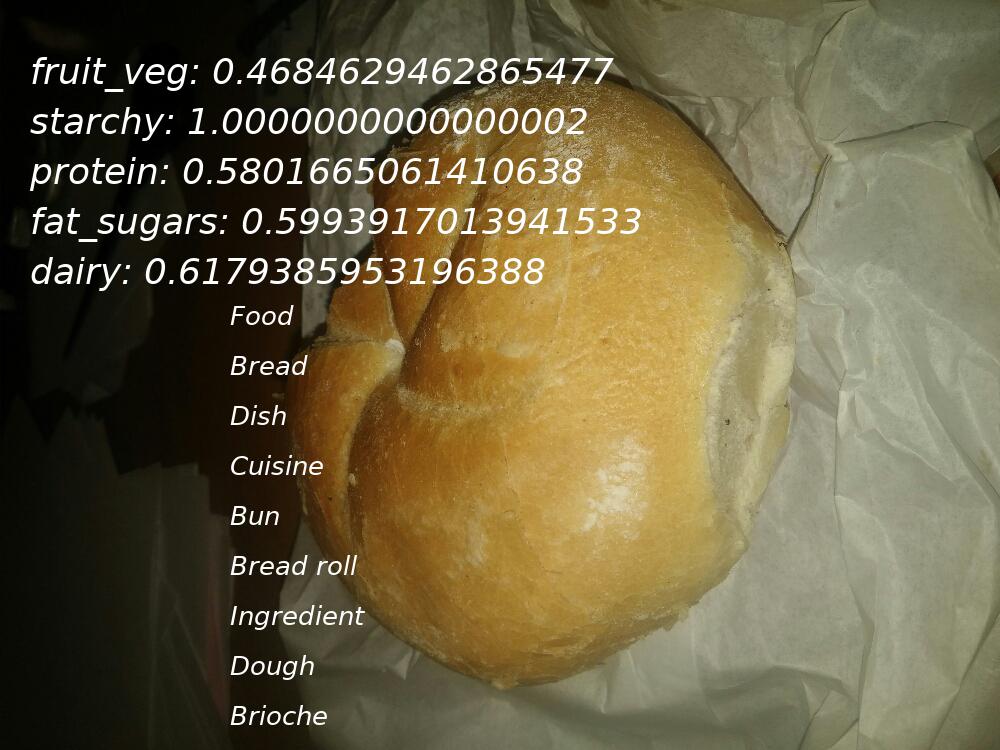 fruit_veg: 0.4684629462865477
starchy: 1.0000000000000002
protein: 0.5801665061410638
fat_sugars: 0.5993917013941533
dairy: 0.6179385953196388
Food
Bread
Dish
Cuisine
Bun
Bread roll
Ingredient
Dough
Brioche